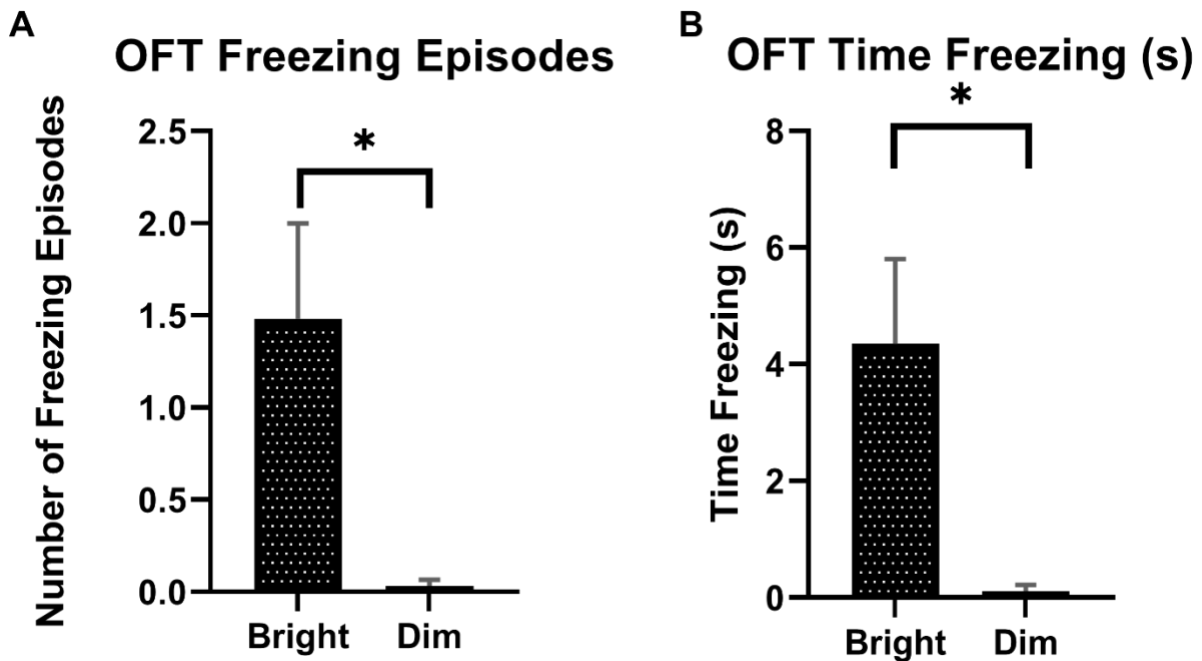 A
OFT Freezing Episodes
Number of Freezing Episodes
2.5
2.0
1.5
1.0
0.5
0.0
*
Bright
Dim
B
OFT Time Freezing (s)
Time Freezing (s)
8
6
4
2
0
*
Bright
Dim